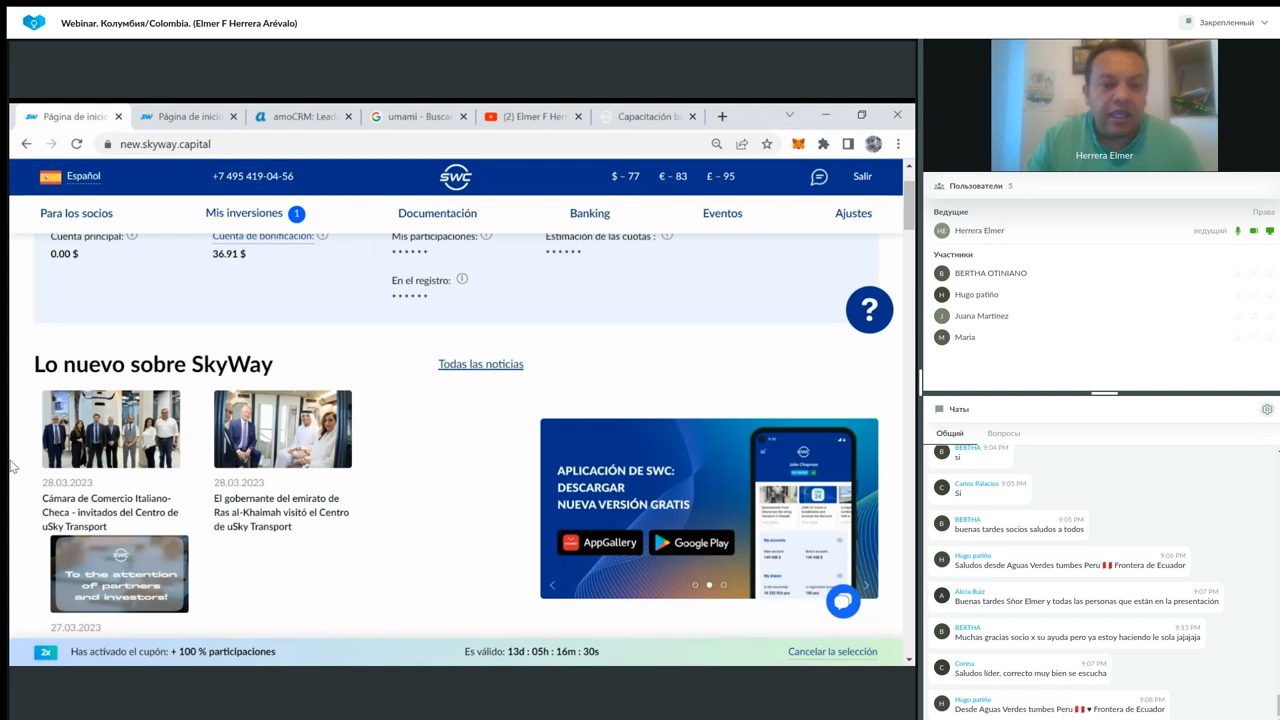 Webinar. Колумбия/Colombia. (Elmer F Herrera Arévalo)
Закрепленный
Página de inicio
Página de inicio
amoCRM: Lead
umami - Buscar
(2) Elmer F Her
Capacitación b
new.skyway.capital
Español
+7 495 419-04-56
SWC
$ – 77
€ – 83
£ – 95
Salir
Para los socios
Mis inversiones 1
Documentación
Banking
Eventos
Ajustes
Cuenta principal:
Cuenta de bonificación:
Mis participaciones:
Estimación de las cuotas :
0.00 $
36.91 $
• • • • • •
• • • • • •
En el registro:
• • • • • •
?
Lo nuevo sobre SkyWay
Todas las noticias
28.03.2023
Cámara de Comercio Italiano-
Checa - invitados del Centro de
uSky Transport
28.03.2023
El gobernante del emirato de
Ras al-Khaimah visitó el Centro
de uSky Transport
SWC
To the attention
of partners
and investors!
27.03.2023
APLICACIÓN DE SWC:
DESCARGAR
NUEVA VERSIÓN GRATIS
AppGallery
Google Play
2x
Has activado el cupón: + 100 % participaciones
Es válido: 13d : 05h : 16m : 30s
Cancelar la selección
Herrera Elmer
Пользователи 5
Ведущие
Права
HE
Herrera Elmer
ведущий
Участники
B
BERTHA OTINIANO
H
Hugo patiño
J
Juana Martínez
M
Maria
Чаты
Общий
Вопросы
B
BERTHA 9:04 PM
si
C
Carlos Palacios 9:05 PM
Si
B
BERTHA 9:05 PM
buenas tardes socios saludos a todos
H
Hugo patiño 9:06 PM
Saludos desde Aguas Verdes tumbes Peru 🇵🇪 Frontera de Ecuador
A
Alicia Ruiz 9:07 PM
Buenas tardes Sñor Elmer y todas las personas que están en la presentación
B
BERTHA 9:13 PM
Muchas gracias socio x su ayuda pero ya estoy haciendo le sola jajajaja
C
Corina 9:07 PM
Saludos líder, correcto muy bien se escucha
H
Hugo patiño 9:08 PM
Desde Aguas Verdes tumbes Peru 🇵🇪 ♥ Frontera de Ecuador